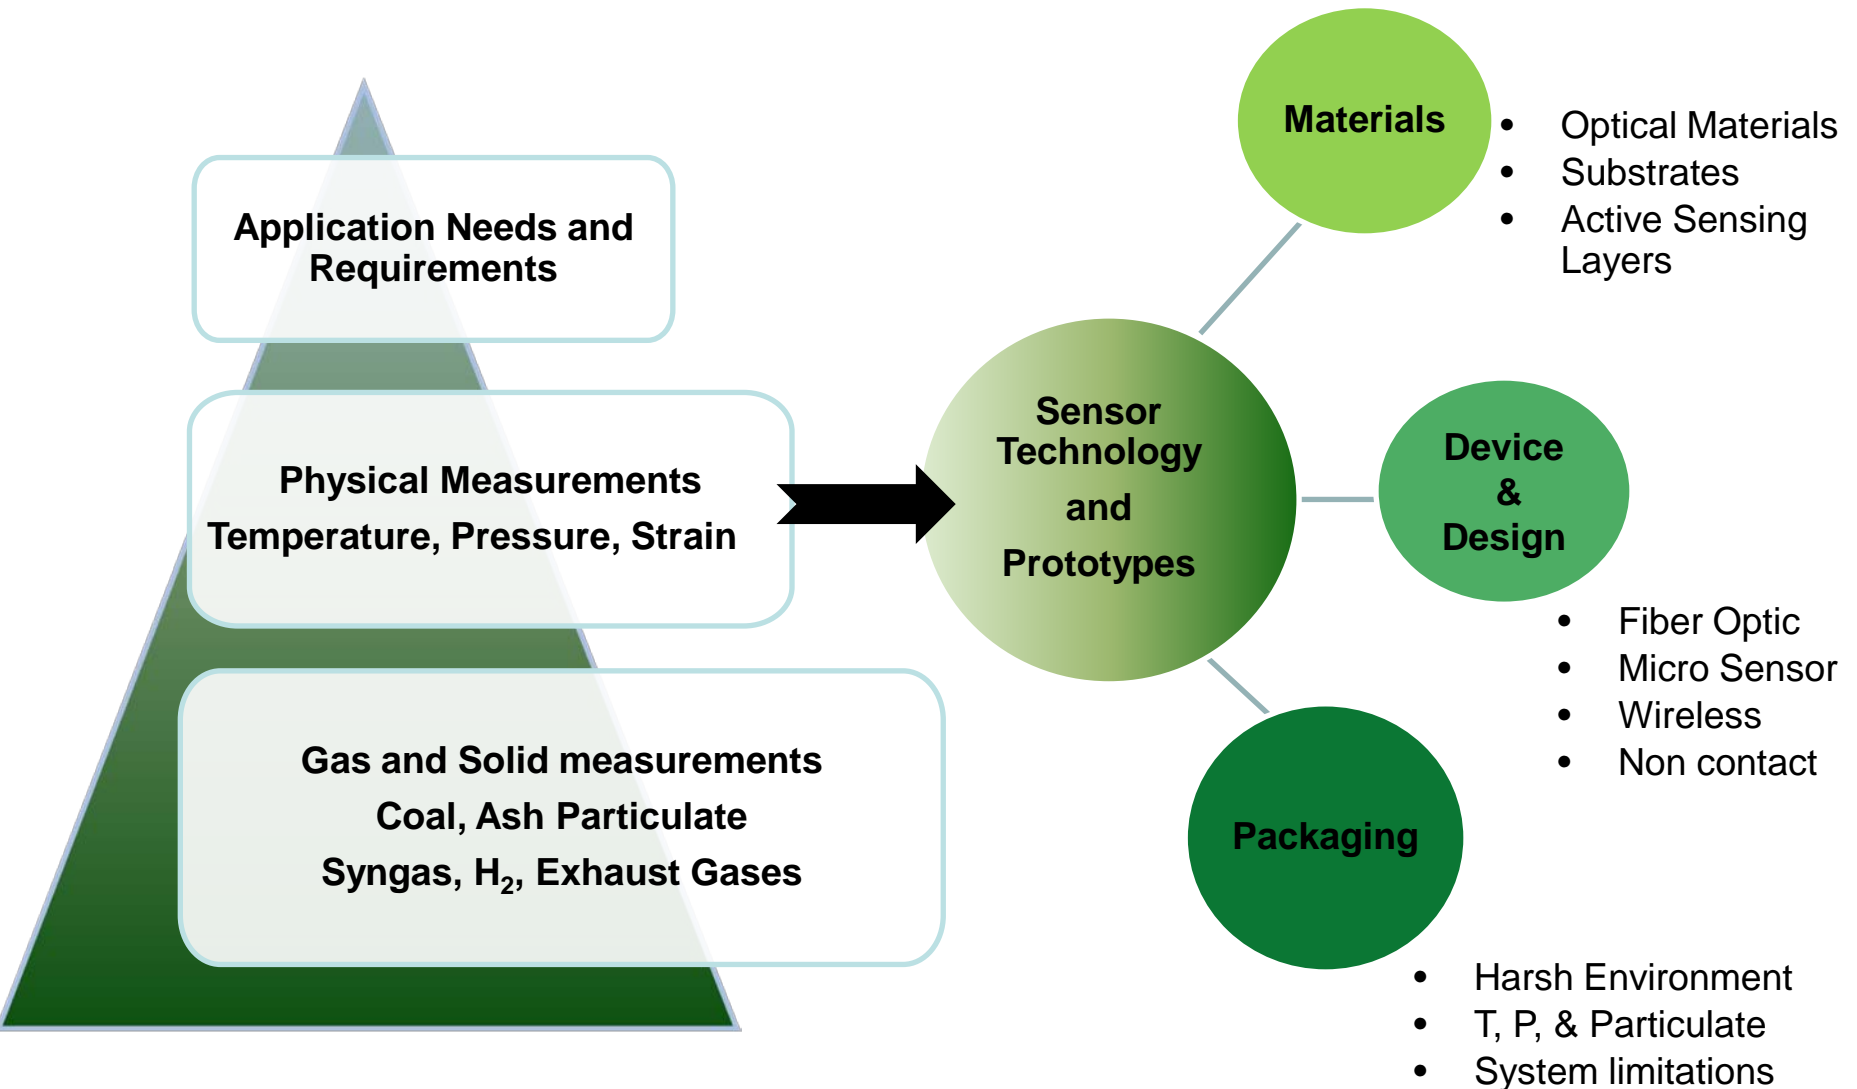 Application Needs and
Requirements
Physical Measurements
Temperature, Pressure, Strain
Gas and Solid measurements
Coal, Ash Particulate
Syngas, H₂, Exhaust Gases
Sensor
Technology
and
Prototypes
Materials
• Optical Materials
• Substrates
• Active Sensing
Layers
Device
&
Design
• Fiber Optic
• Micro Sensor
• Wireless
• Non contact
Packaging
• Harsh Environment
• T, P, & Particulate
• System limitations